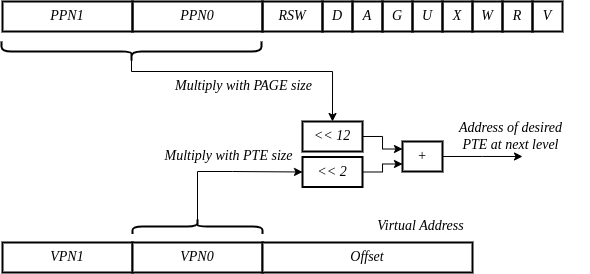 PPN1 PPN0 RSW D A G U X W R V
Multiply with PAGE size
<< 12
Address of desired
PTE at next level
Multiply with PTE size
+
<< 2
Virtual Address
VPN1 VPN0 Offset